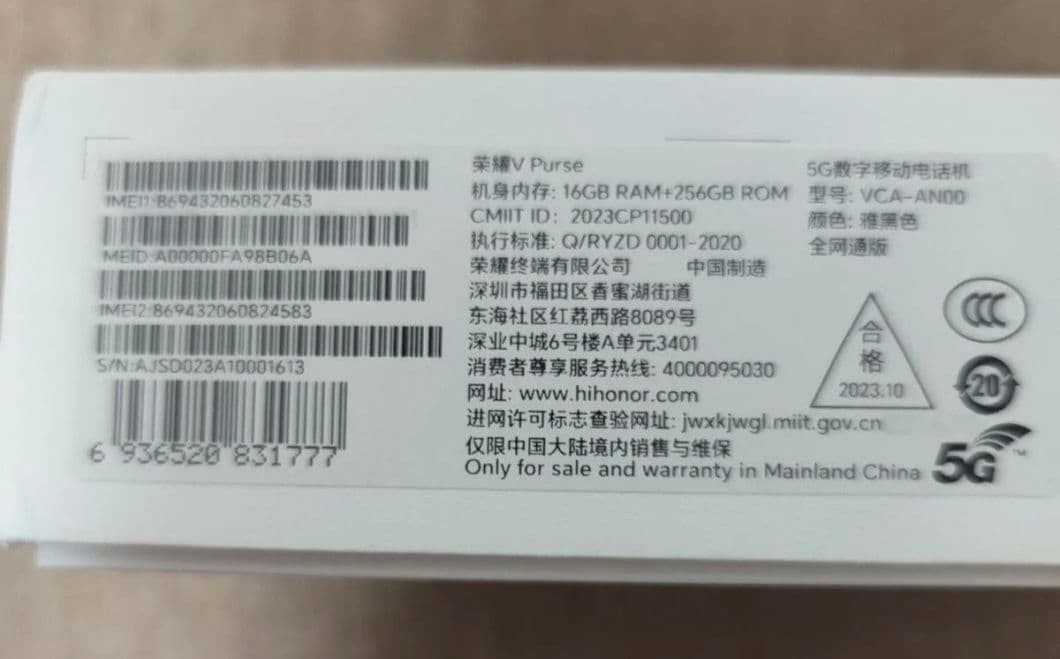 IMEI1:869432060827453
MEID:A00000FA98B06A
IMEI2:869432060824583
S/N:AJSD023A10001613
6 936520 831777
荣耀V Purse
机身内存: 16GB RAM+256GB ROM
CMIIT ID: 2023CP11500
执行标准: Q/RYZD 0001-2020
荣耀终端有限公司 中国制造
深圳市福田区香蜜湖街道
东海社区红荔西路8089号
深业中城6号楼A单元3401
消费者尊享服务热线: 4000095030
网址: www.hihonor.com
进网许可标志查验网址: jwxkjwgl.miit.gov.cn
仅限中国大陆境内销售与维保
Only for sale and warranty in Mainland China
5G数字移动电话机
型号: VCA-AN00
颜色: 雅黑色
全网通版
合
格
2023.10
CCC
20
5G™